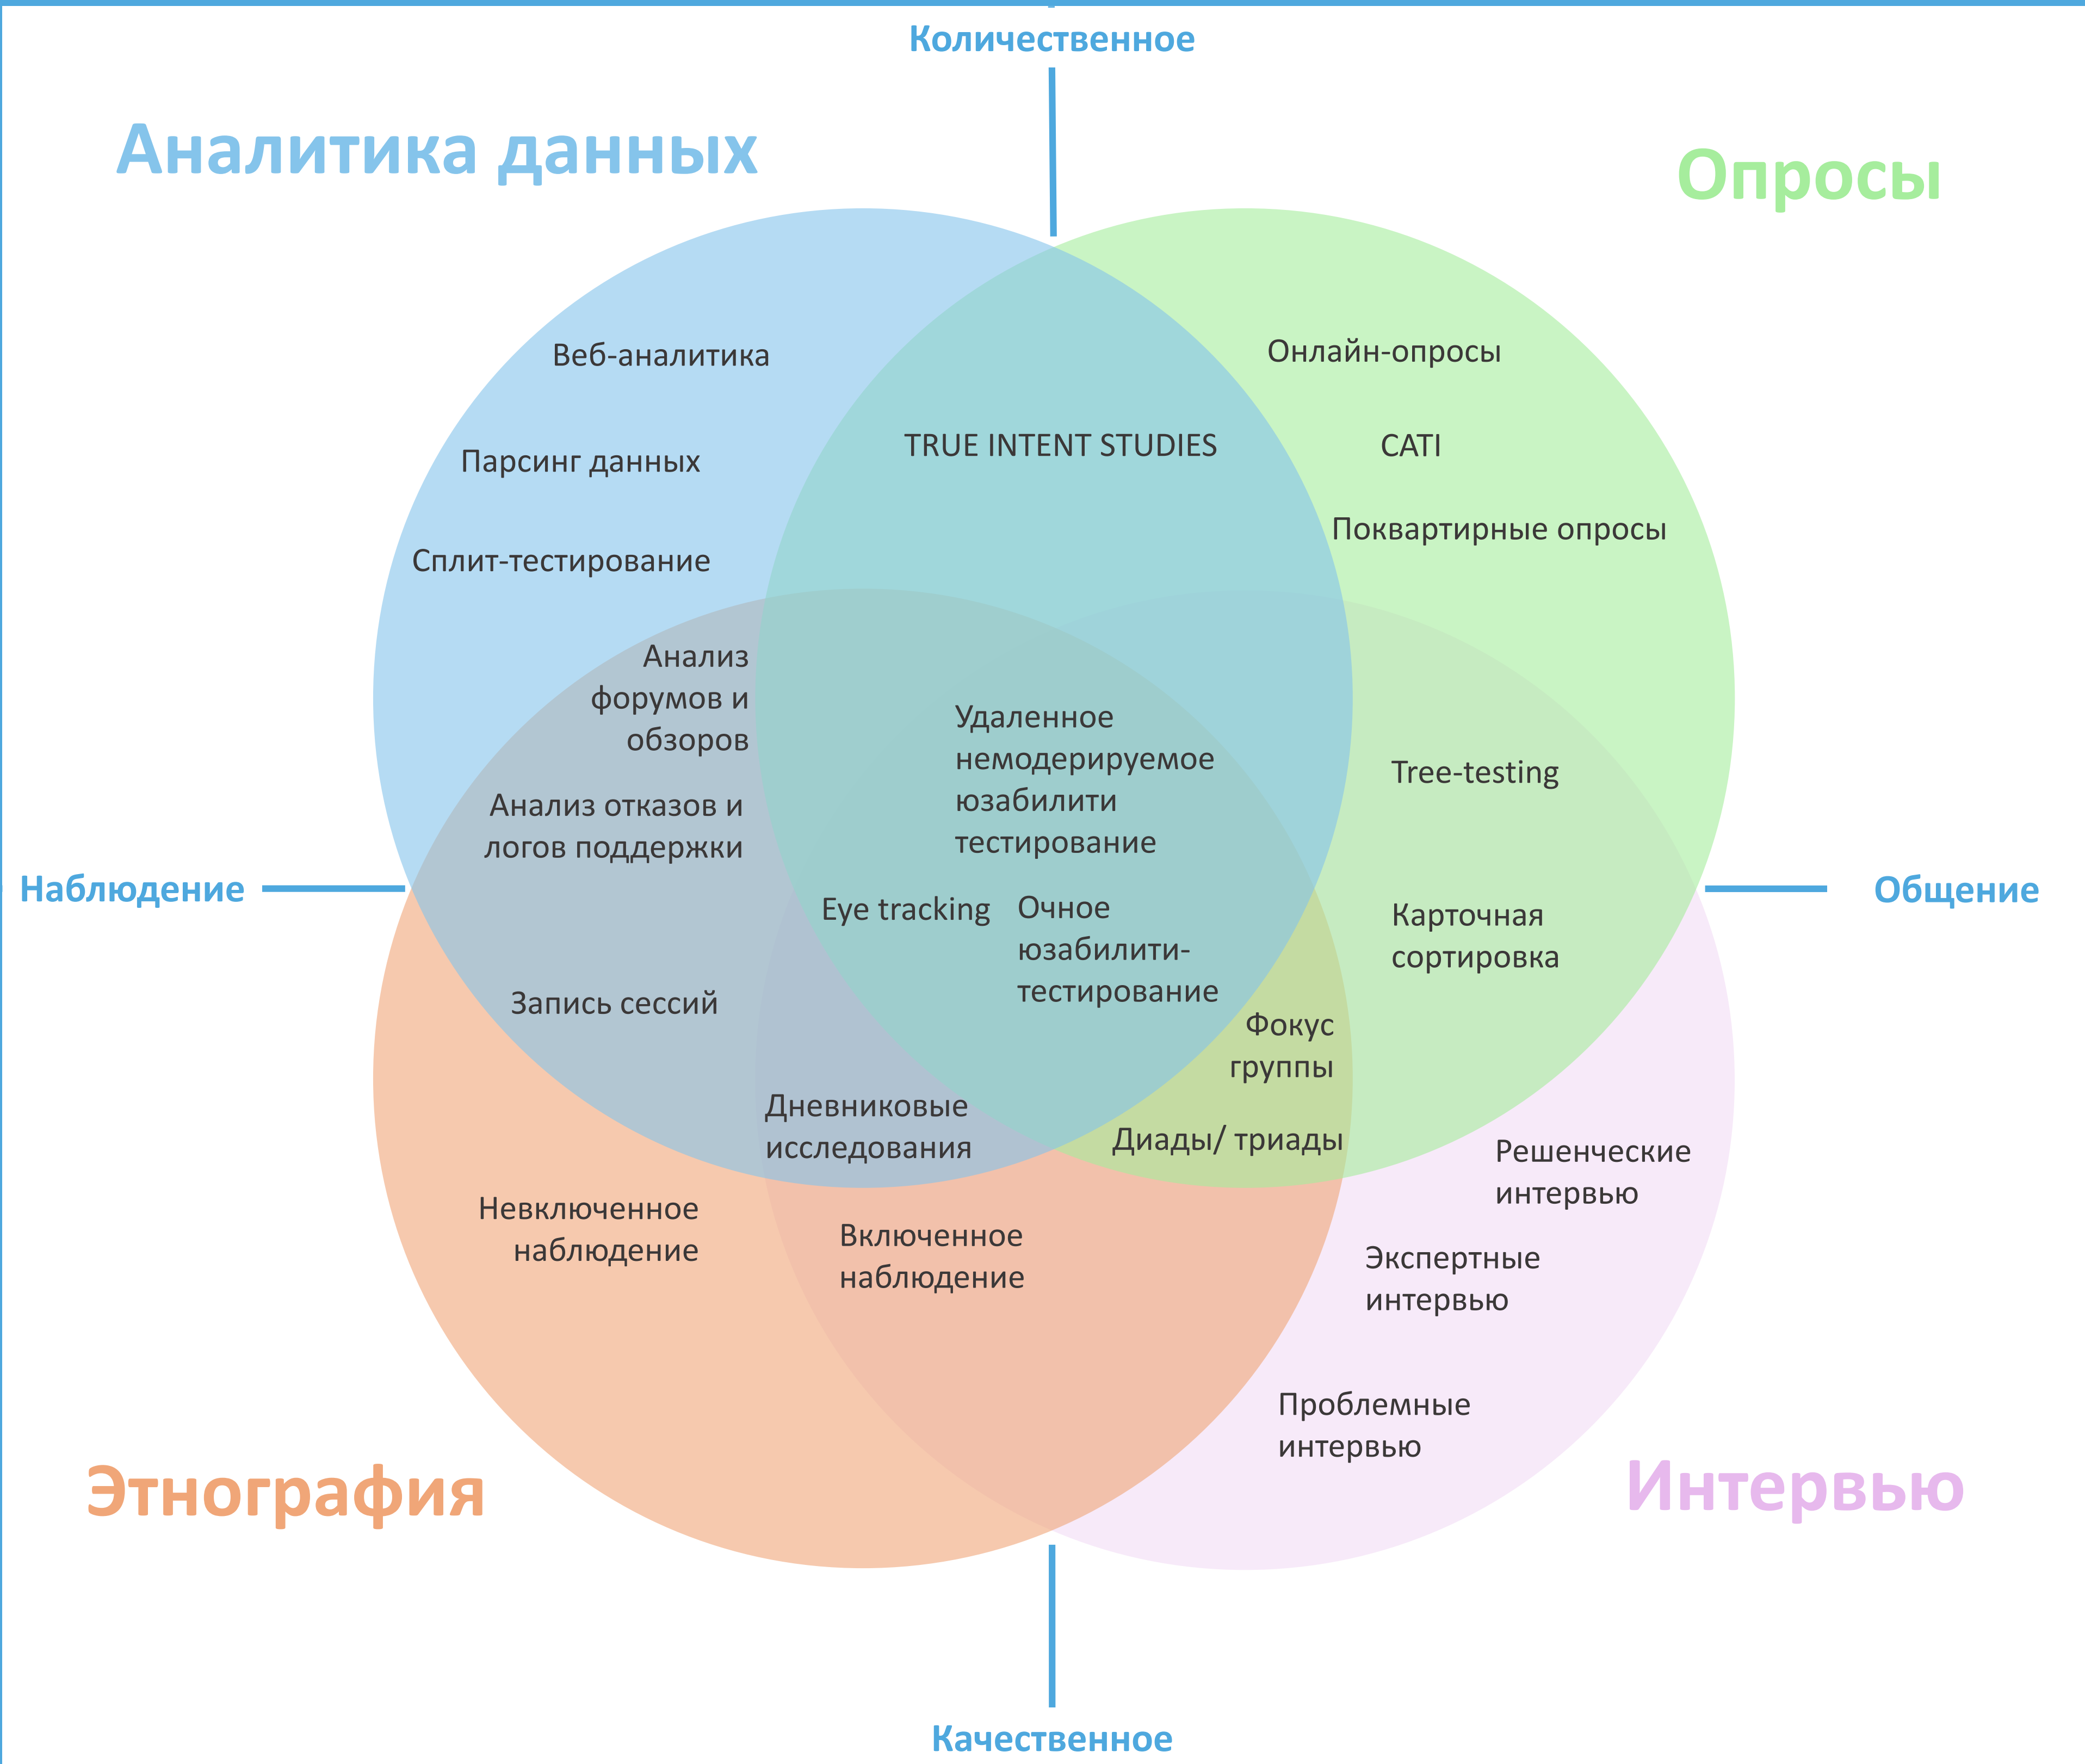 Количественное
Аналитика данных
Опросы
Веб-аналитика
Онлайн-опросы
TRUE INTENT STUDIES
CATI
Парсинг данных
Поквартирные опросы
Сплит-тестирование
Анализ
форумов и
обзоров
Удаленное
немодерируемое
юзабилити
тестирование
Tree-testing
Анализ отказов и
логов поддержки
Наблюдение
Общение
Eye tracking
Очное
юзабилити-
тестирование
Карточная
сортировка
Запись сессий
Фокус
группы
Дневниковые
исследования
Диады/ триады
Решенческие
интервью
Невключенное
наблюдение
Включенное
наблюдение
Экспертные
интервью
Проблемные
интервью
Этнография
Интервью
Качественное